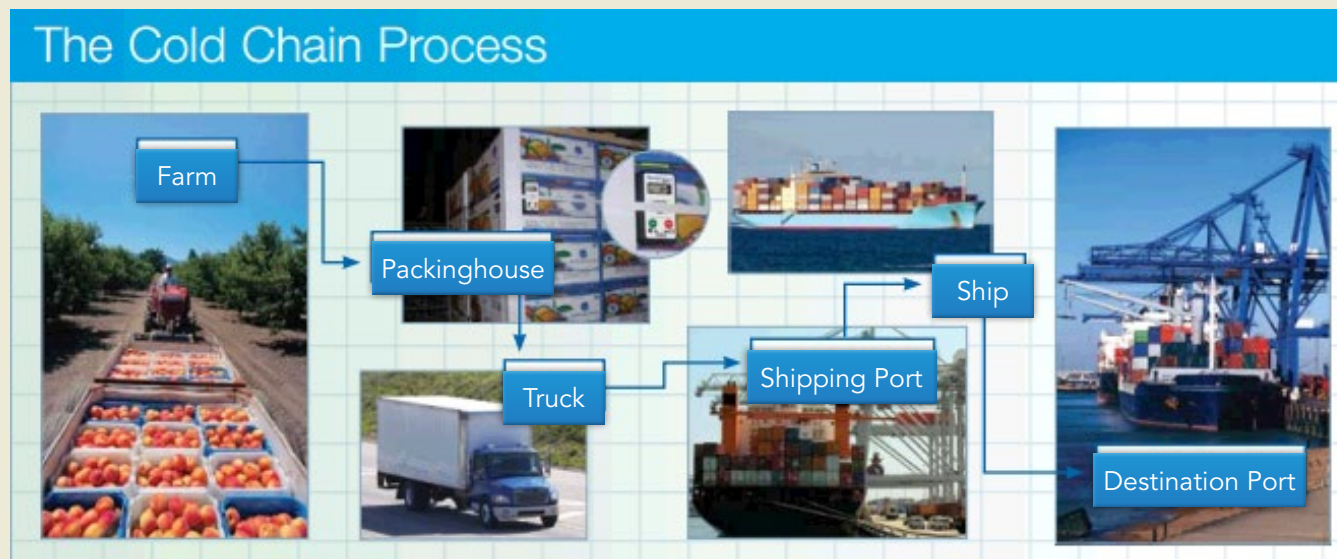 The Cold Chain Process
Farm
Packinghouse
Truck
Shipping Port
Ship
Destination Port